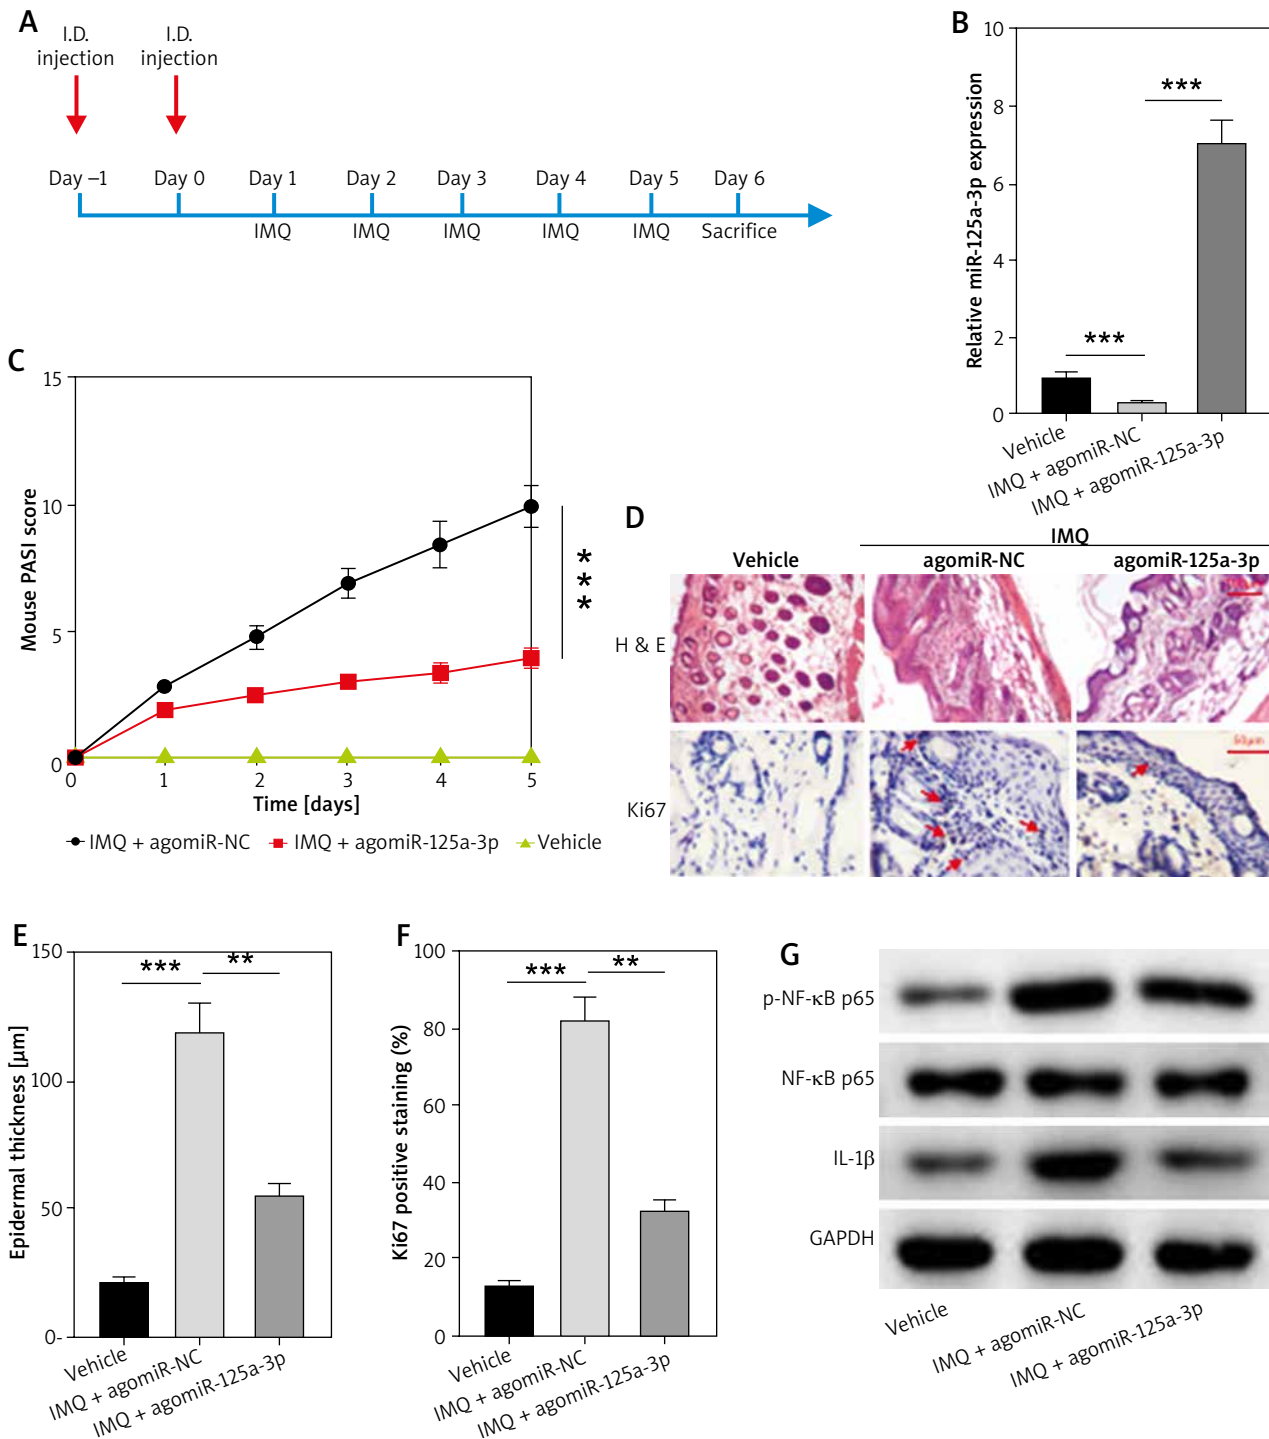 A
I.D. injection
I.D. injection
Day –1 Day 0 Day 1 Day 2 Day 3 Day 4 Day 5 Day 6
IMQ IMQ IMQ IMQ IMQ Sacrifice
B
Relative miR-125a-3p expression
10
8
6
4
2
0
***
***
Vehicle
IMQ + agomiR-NC
IMQ + agomiR-125a-3p
C
Mouse PASI score
15
10
5
0
0 1 2 3 4 5
Time [days]
***
IMQ + agomiR-NC IMQ + agomiR-125a-3p Vehicle
D
IMQ
Vehicle agomiR-NC agomiR-125a-3p
H & E
Ki67
50µm
E
Epidermal thickness [µm]
150
100
50
0
*** **
Vehicle
IMQ + agomiR-NC
IMQ + agomiR-125a-3p
F
Ki67 positive staining (%)
100
80
60
40
20
0
*** **
Vehicle
IMQ + agomiR-NC
IMQ + agomiR-125a-3p
G
p-NF-κB p65
NF-κB p65
IL-1β
GAPDH
Vehicle
IMQ + agomiR-NC
IMQ + agomiR-125a-3p